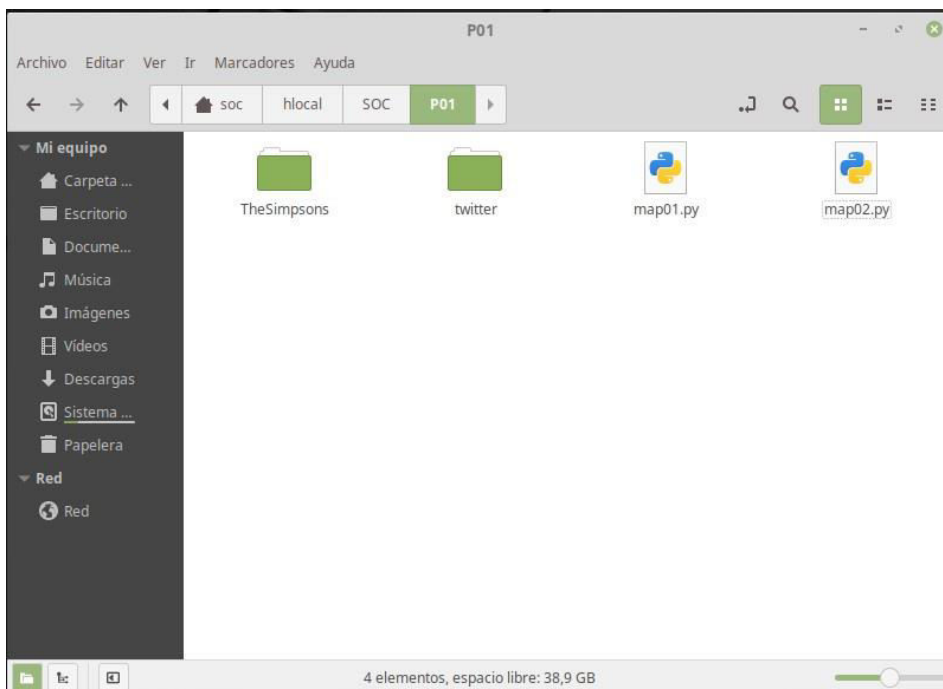 P01
Archivo Editar Ver Ir Marcadores Ayuda
soc hlocal SOC P01
Mi equipo
Carpeta ...
Escritorio
Docume...
Música
Imágenes
Vídeos
Descargas
Sistema ...
Papelera
Red
Red
TheSimpsons twitter map01.py map02.py
4 elementos, espacio libre: 38,9 GB